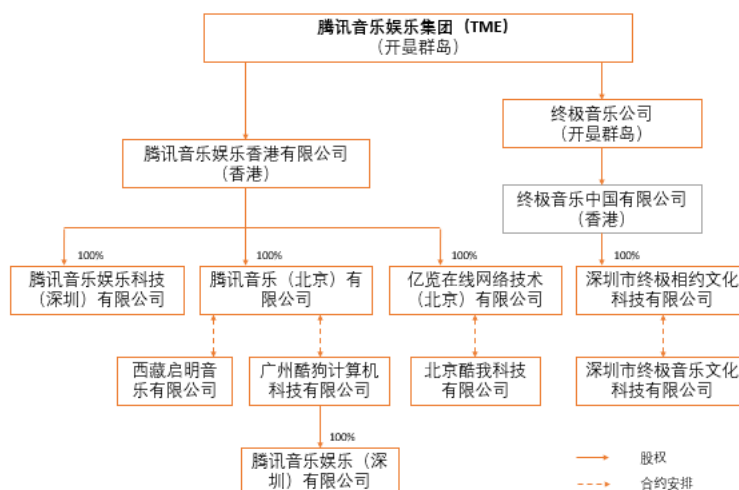 腾讯音乐娱乐集团（TME）
（开曼群岛）
终极音乐公司
（开曼群岛）
腾讯音乐娱乐香港有限公司
（香港）
终极音乐中国有限公司
（香港）
100%
100%
100%
100%
腾讯音乐娱乐科技
（深圳）有限公司
腾讯音乐（北京）有
限公司
亿览在线网络技术
（北京）有限公司
深圳市终极相约文化
科技有限公司
西藏启明音
乐有限公司
广州酷狗计算机
科技有限公司
北京酷我科技
有限公司
深圳市终极音乐文化
科技有限公司
100%
腾讯音乐娱乐（深
圳）有限公司
股权
合约安排